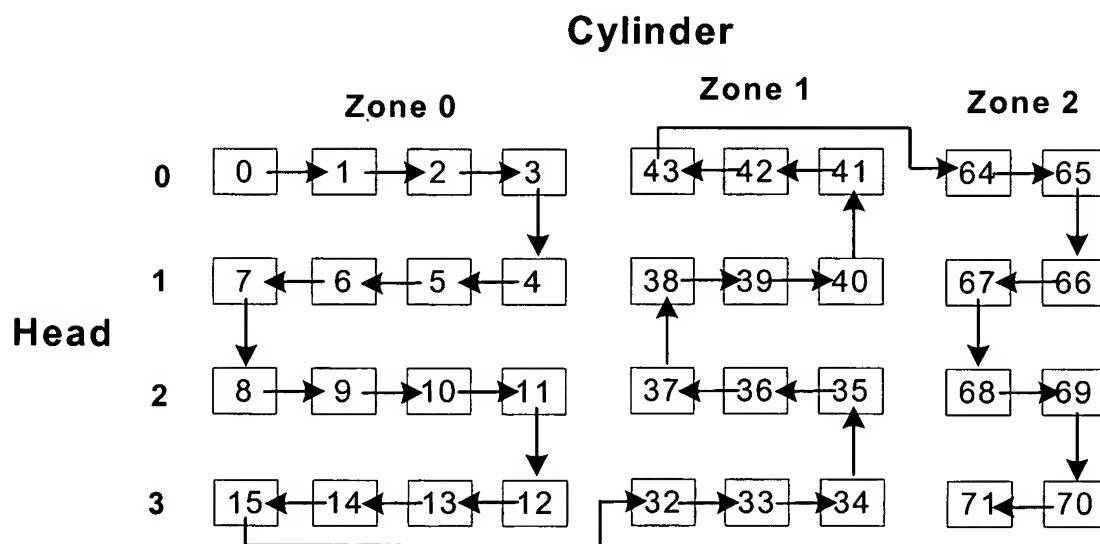 Cylinder
Zone 0 Zone 1 Zone 2
0 0 1 2 3 43 42 41 64 65
1 7 6 5 4 38 39 40 67 66
Head
2 8 9 10 11 37 36 35 68 69
3 15 14 13 12 32 33 34 71 70